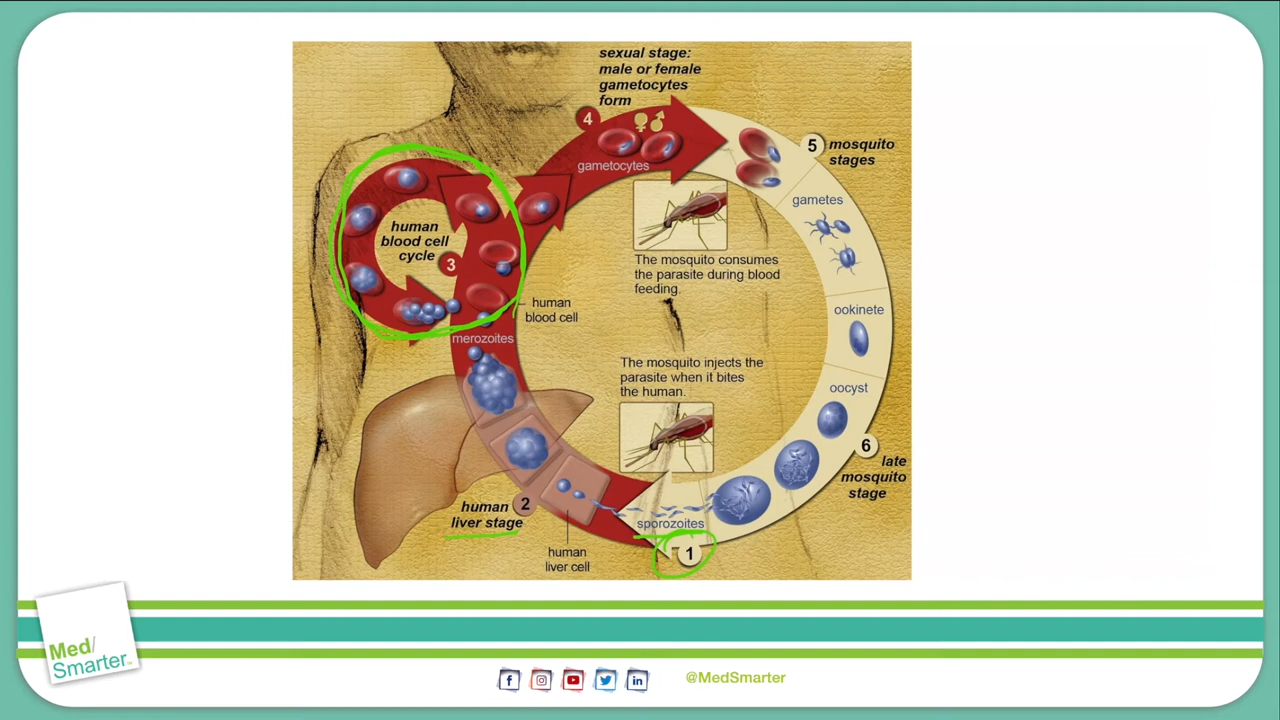 sexual stage:
male or female
gametocytes
form
4
gametocytes
5
mosquito
stages
gametes
ookinete
oocyst
6
late
mosquito
stage
The mosquito consumes
the parasite during blood
feeding.
human
blood cell
cycle
3
human
blood cell
merozoites
The mosquito injects the
parasite when it bites
the human.
human
liver stage
2
human
liver cell
sporozoites
1
Med/
Smarter™
@MedSmarter